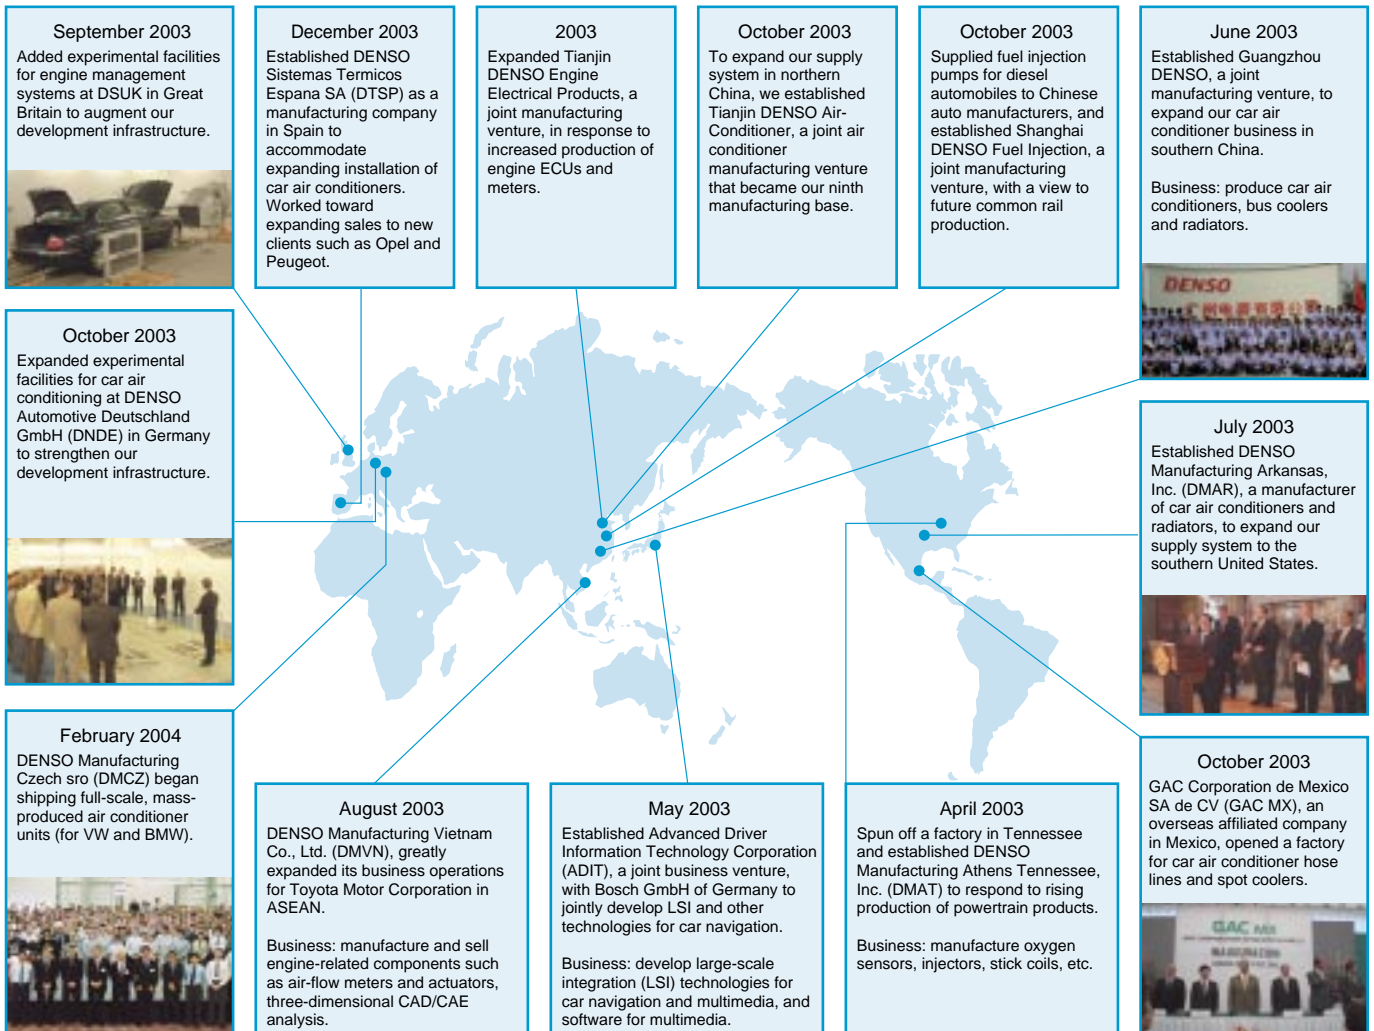 September 2003
Added experimental facilities
for engine management
systems at DSUK in Great
Britain to augment our
development infrastructure.
December 2003
Established DENSO
Sistemas Termicos
Espana SA (DTSP) as a
manufacturing company
in Spain to
accommodate
expanding installation of
car air conditioners.
Worked toward
expanding sales to new
clients such as Opel and
Peugeot.
2003
Expanded Tianjin
DENSO Engine
Electrical Products, a
joint manufacturing
venture, in response to
increased production of
engine ECUs and
meters.
October 2003
To expand our supply
system in northern
China, we established
Tianjin DENSO Air-
Conditioner, a joint air
conditioner
manufacturing venture
that became our ninth
manufacturing base.
October 2003
Supplied fuel injection
pumps for diesel
automobiles to Chinese
auto manufacturers, and
established Shanghai
DENSO Fuel Injection, a
joint manufacturing
venture, with a view to
future common rail
production.
June 2003
Established Guangzhou
DENSO, a joint
manufacturing venture, to
expand our car air
conditioner business in
southern China.
Business: produce car air
conditioners, bus coolers
and radiators.
DENSO
October 2003
Expanded experimental
facilities for car air
conditioning at DENSO
Automotive Deutschland
GmbH (DNDE) in Germany
to strengthen our
development infrastructure.
July 2003
Established DENSO
Manufacturing Arkansas,
Inc. (DMAR), a manufacturer
of car air conditioners and
radiators, to expand our
supply system to the
southern United States.
February 2004
DENSO Manufacturing
Czech sro (DMCZ) began
shipping full-scale, mass-
produced air conditioner
units (for VW and BMW).
August 2003
DENSO Manufacturing Vietnam
Co., Ltd. (DMVN), greatly
expanded its business operations
for Toyota Motor Corporation in
ASEAN.
Business: manufacture and sell
engine-related components such
as air-flow meters and actuators,
three-dimensional CAD/CAE
analysis.
May 2003
Established Advanced Driver
Information Technology Corporation
(ADIT), a joint business venture,
with Bosch GmbH of Germany to
jointly develop LSI and other
technologies for car navigation.
Business: develop large-scale
integration (LSI) technologies for
car navigation and multimedia, and
software for multimedia.
April 2003
Spun off a factory in Tennessee
and established DENSO
Manufacturing Athens Tennessee,
Inc. (DMAT) to respond to rising
production of powertrain products.
Business: manufacture oxygen
sensors, injectors, stick coils, etc.
October 2003
GAC Corporation de Mexico
SA de CV (GAC MX), an
overseas affiliated company
in Mexico, opened a factory
for car air conditioner hose
lines and spot coolers.
GAC MX